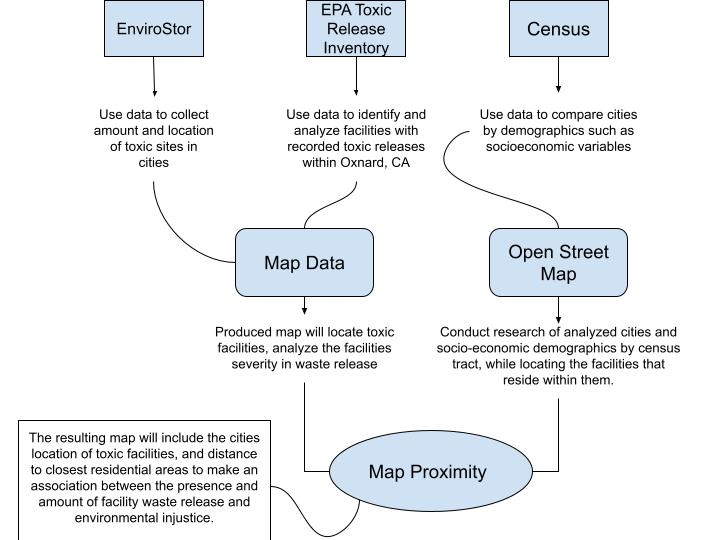 EnviroStor
EPA Toxic
Release
Inventory
Census
Use data to collect
amount and location
of toxic sites in
cities
Use data to identify and
analyze facilities with
recorded toxic releases
within Oxnard, CA
Use data to compare cities
by demographics such as
socioeconomic variables
Map Data
Open Street
Map
Produced map will locate toxic
facilities, analyze the facilities
severity in waste release
Conduct research of analyzed cities and
socio-economic demographics by census
tract, while locating the facilities that
reside within them.
The resulting map will include the cities
location of toxic facilities, and distance
to closest residential areas to make an
association between the presence and
amount of facility waste release and
environmental injustice.
Map Proximity